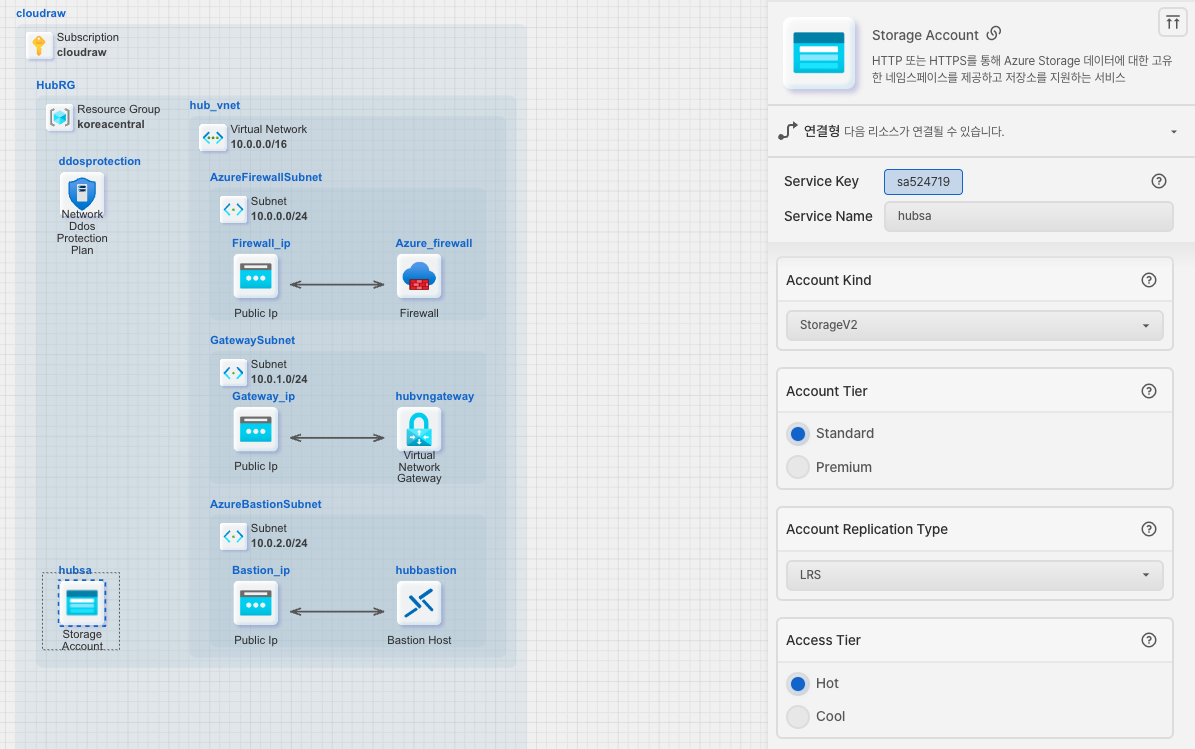 cloudraw
Subscription
cloudraw
HubRG
Resource Group
koreacentral
ddosprotection
Network
Ddos
Protection
Plan
hub_vnet
Virtual Network
10.0.0.0/16
AzureFirewallSubnet
Subnet
10.0.0.0/24
Firewall_ip
Public Ip
Azure_firewall
Firewall
GatewaySubnet
Subnet
10.0.1.0/24
Gateway_ip
Public Ip
hubvngateway
Virtual
Network
Gateway
AzureBastionSubnet
Subnet
10.0.2.0/24
Bastion_ip
Public Ip
hubbastion
Bastion Host
hubsa
Storage
Account
Storage Account
HTTP 또는 HTTPS를 통해 Azure Storage 데이터에 대한 고유
한 네임스페이스를 제공하고 저장소를 지원하는 서비스
연결형 다음 리소스가 연결될 수 있습니다.
Service Key sa524719
Service Name hubsa
Account Kind
StorageV2
Account Tier
Standard
Premium
Account Replication Type
LRS
Access Tier
Hot
Cool